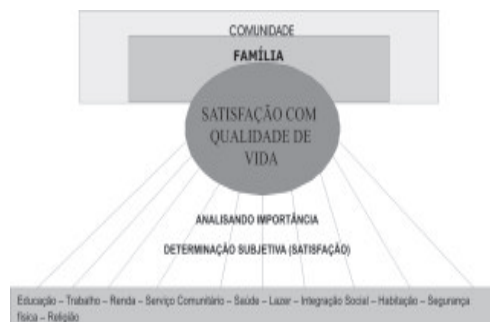 COMUNIDADE
FAMÍLIA
SATISFAÇÃO COM
QUALIDADE DE
VIDA
ANALISANDO IMPORTÂNCIA
DETERMINAÇÃO SUBJETIVA (SATISFAÇÃO)
Educação – Trabalho – Renda – Serviço Comunitário – Saúde – Lazer – Integração Social – Habitação – Segurança
física – Religião